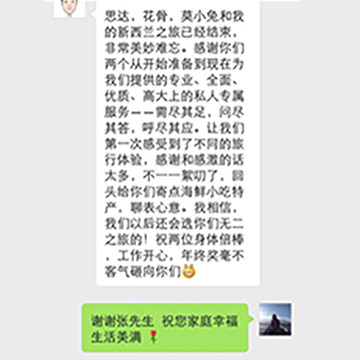 思达，花骨，莫小兔和我
的新西兰之旅已经结束，
非常美妙难忘。感谢你们
两个从开始准备到现在为
我们提供的专业、全面、
优质、高大上的私人专属
服务——需尽其足，问尽
其答，呼尽其应。让我们
第一次感受到了不同的旅
行体验，感谢和感激的话
太多，不一一絮叨了，回
头给你们寄点海鲜小吃特
产，聊表心意。我相信，
我们以后还会选你们无二
之旅的！祝两位身体倍棒
，工作开心，年终奖毫不
客气砸向你们
谢谢张先生 祝您家庭幸福
生活美满